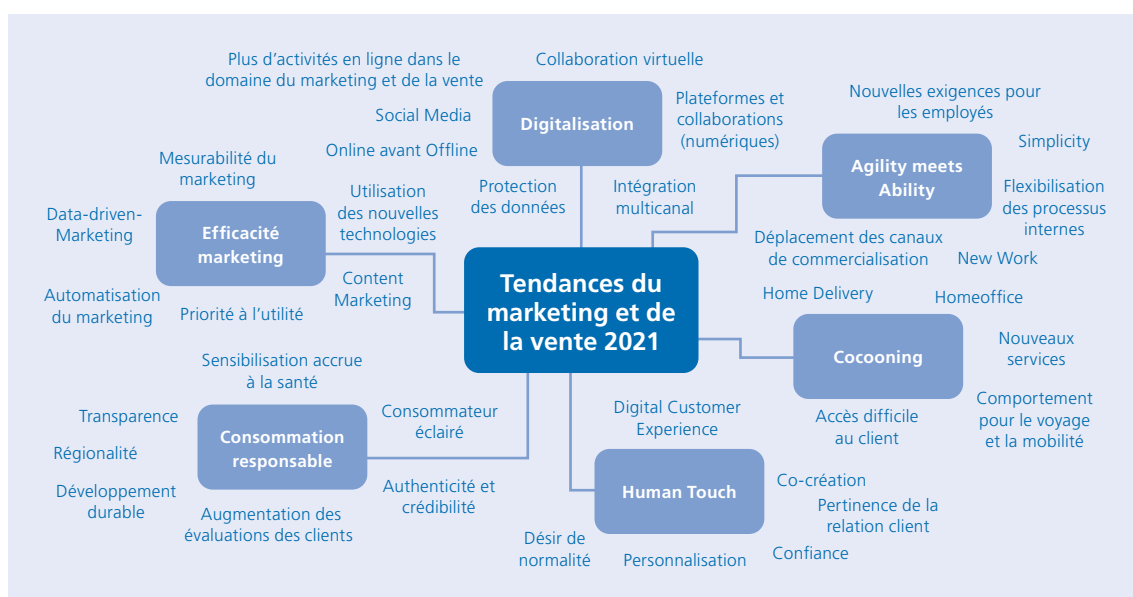 Plus d’activités en ligne dans le
domaine du marketing et de la vente
Collaboration virtuelle
Social Media
Online avant Offline
Digitalisation
Plateformes et
collaborations
(numériques)
Protection
des données
Intégration
multicanal
Nouvelles exigences pour
les employés
Simplicity
Agility meets
Ability
Flexibilisation
des processus
internes
Déplacement des canaux
de commercialisation
New Work
Mesurabilité du
marketing
Data-driven-
Marketing
Efficacité
marketing
Utilisation
des nouvelles
technologies
Automatisation
du marketing
Priorité à l’utilité
Content
Marketing
Tendances du
marketing et de
la vente 2021
Home Delivery
Homeoffice
Cocooning
Nouveaux
services
Accès difficile
au client
Comportement
pour le voyage
et la mobilité
Sensibilisation accrue
à la santé
Transparence
Consommateur
éclairé
Régionalité
Consommation
responsable
Développement
durable
Augmentation des
évaluations des clients
Authenticité et
crédibilité
Digital Customer
Experience
Human Touch
Co-création
Pertinence de la
relation client
Désir de
normalité
Personnalisation
Confiance